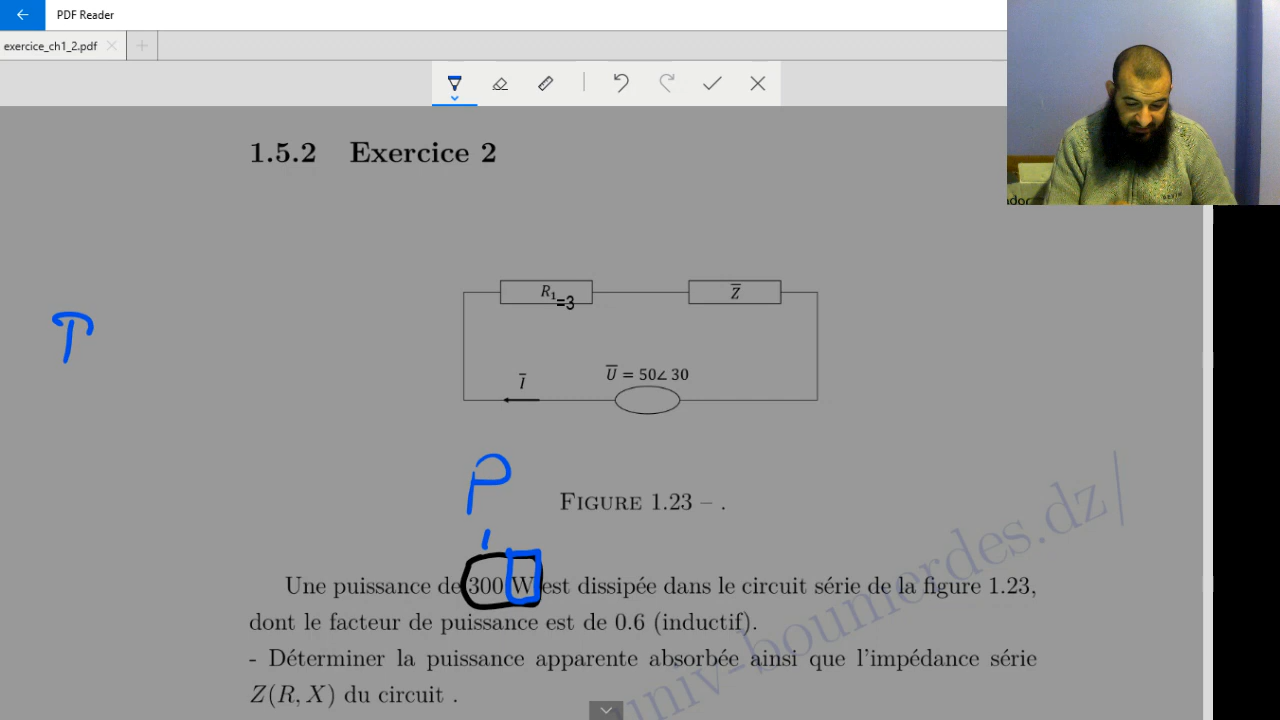 PDF Reader
exercice_ch1_2.pdf
1.5.2 Exercice 2
R₁ =3
Z̅
U̅ = 50∠ 30
I̅
P
FIGURE 1.23 – .
Une puissance de 300 W est dissipée dans le circuit série de la figure 1.23,
dont le facteur de puissance est de 0.6 (inductif).
- Déterminer la puissance apparente absorbée ainsi que l'impédance série
Z(R, X) du circuit .
univ-boumerdes.dz/